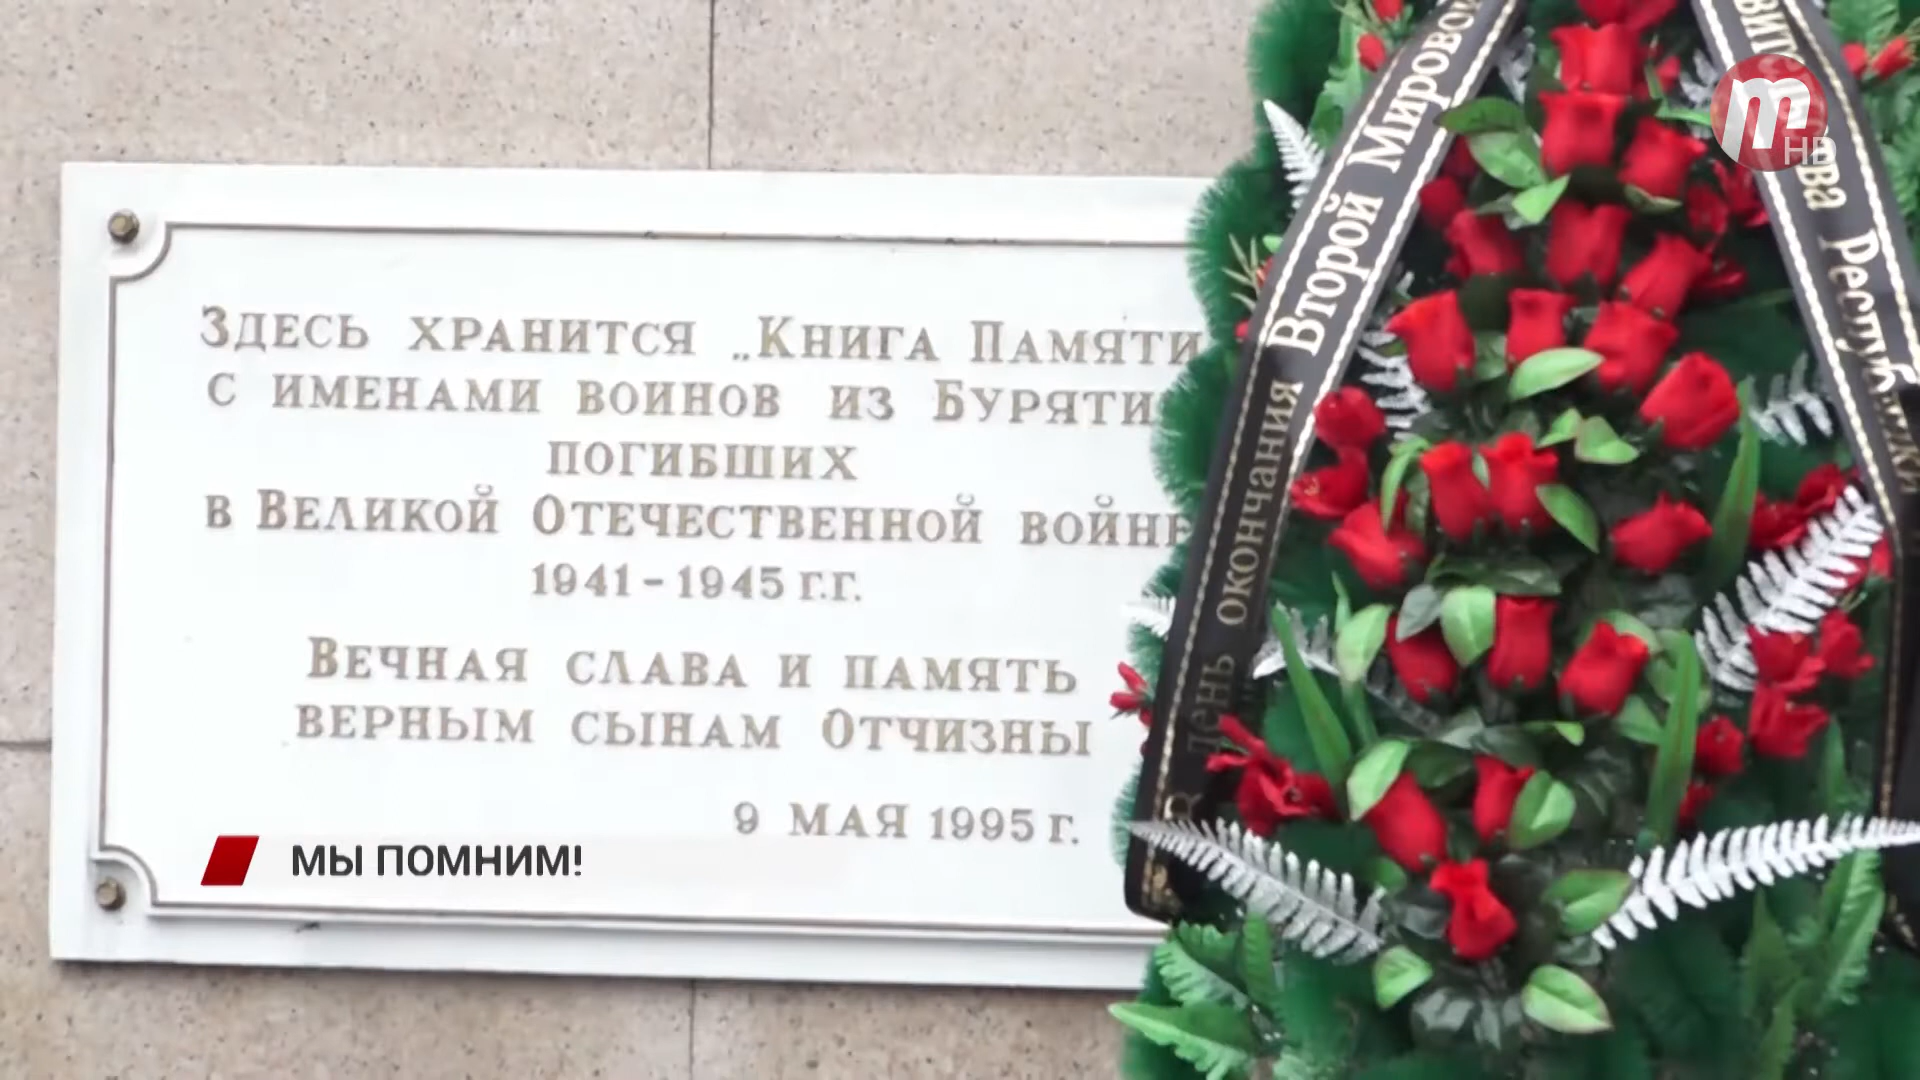 Здесь хранится „Книга Памяти
с именами воинов из Бурятии
погибших
в Великой Отечественной войне
1941-1945 г.г.
Вечная слава и память
верным сынам Отчизны
9 мая 1995 г.
МЫ ПОМНИМ!
В день окончания Второй Мировой
Республики
m
НВ